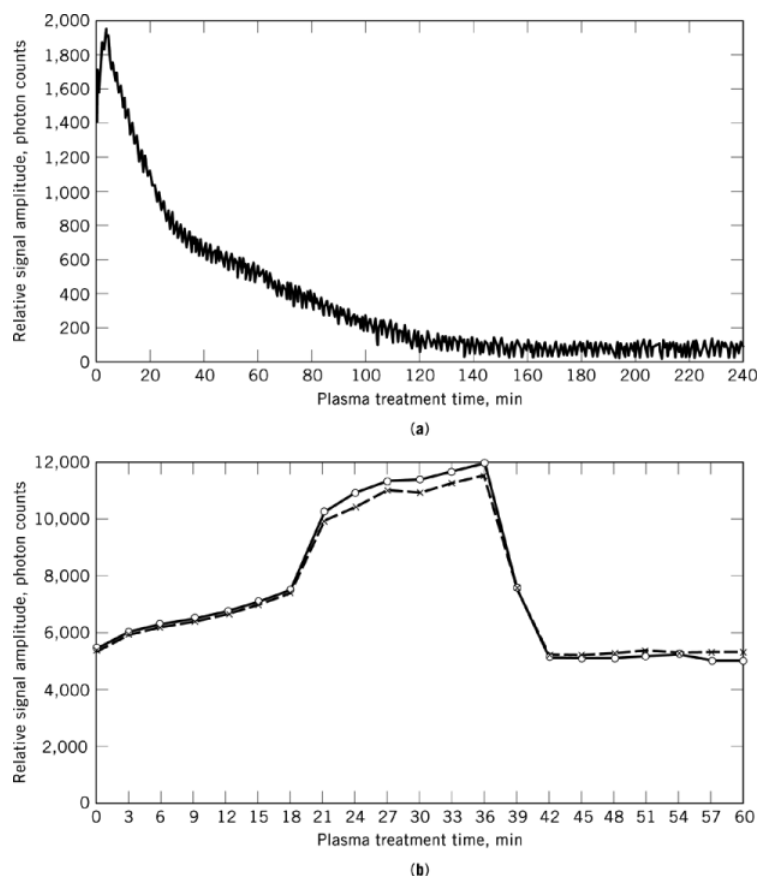 2,000
1,800
1,600
1,400
1,200
1,000
800
600
400
200
0
Relative signal amplitude, photon counts
0 20 40 60 80 100 120 140 160 180 200 220 240
Plasma treatment time, min
(a)
12,000
10,000
8,000
6,000
4,000
2,000
0
Relative signal amplitude, photon counts
0 3 6 9 12 15 18 21 24 27 30 33 36 39 42 45 48 51 54 57 60
Plasma treatment time, min
(b)